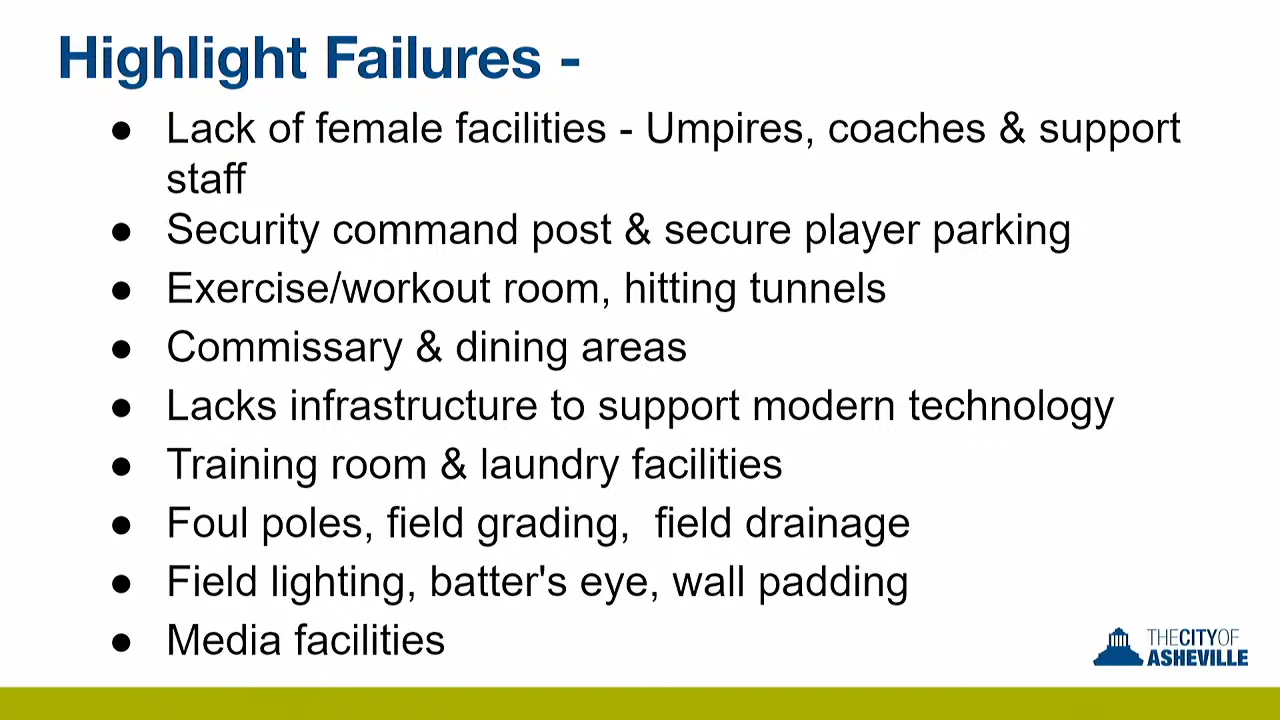 Highlight Failures -
● Lack of female facilities - Umpires, coaches & support
staff
● Security command post & secure player parking
● Exercise/workout room, hitting tunnels
● Commissary & dining areas
● Lacks infrastructure to support modern technology
● Training room & laundry facilities
● Foul poles, field grading,  field drainage
● Field lighting, batter's eye, wall padding
● Media facilities
THE CITY OF
ASHEVILLE